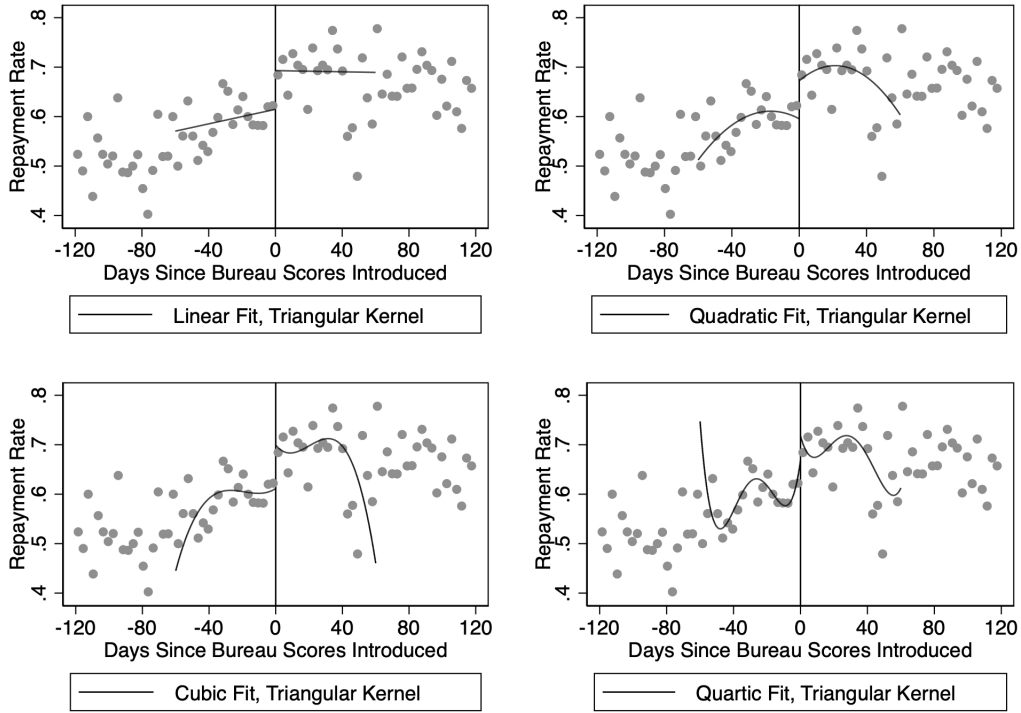 .8
.7
.6
.5
.4
Repayment Rate
-120 -80 -40 0 40 80 120
Days Since Bureau Scores Introduced
Linear Fit, Triangular Kernel
.8
.7
.6
.5
.4
Repayment Rate
-120 -80 -40 0 40 80 120
Days Since Bureau Scores Introduced
Quadratic Fit, Triangular Kernel
.8
.7
.6
.5
.4
Repayment Rate
-120 -80 -40 0 40 80 120
Days Since Bureau Scores Introduced
Cubic Fit, Triangular Kernel
.8
.7
.6
.5
.4
Repayment Rate
-120 -80 -40 0 40 80 120
Days Since Bureau Scores Introduced
Quartic Fit, Triangular Kernel